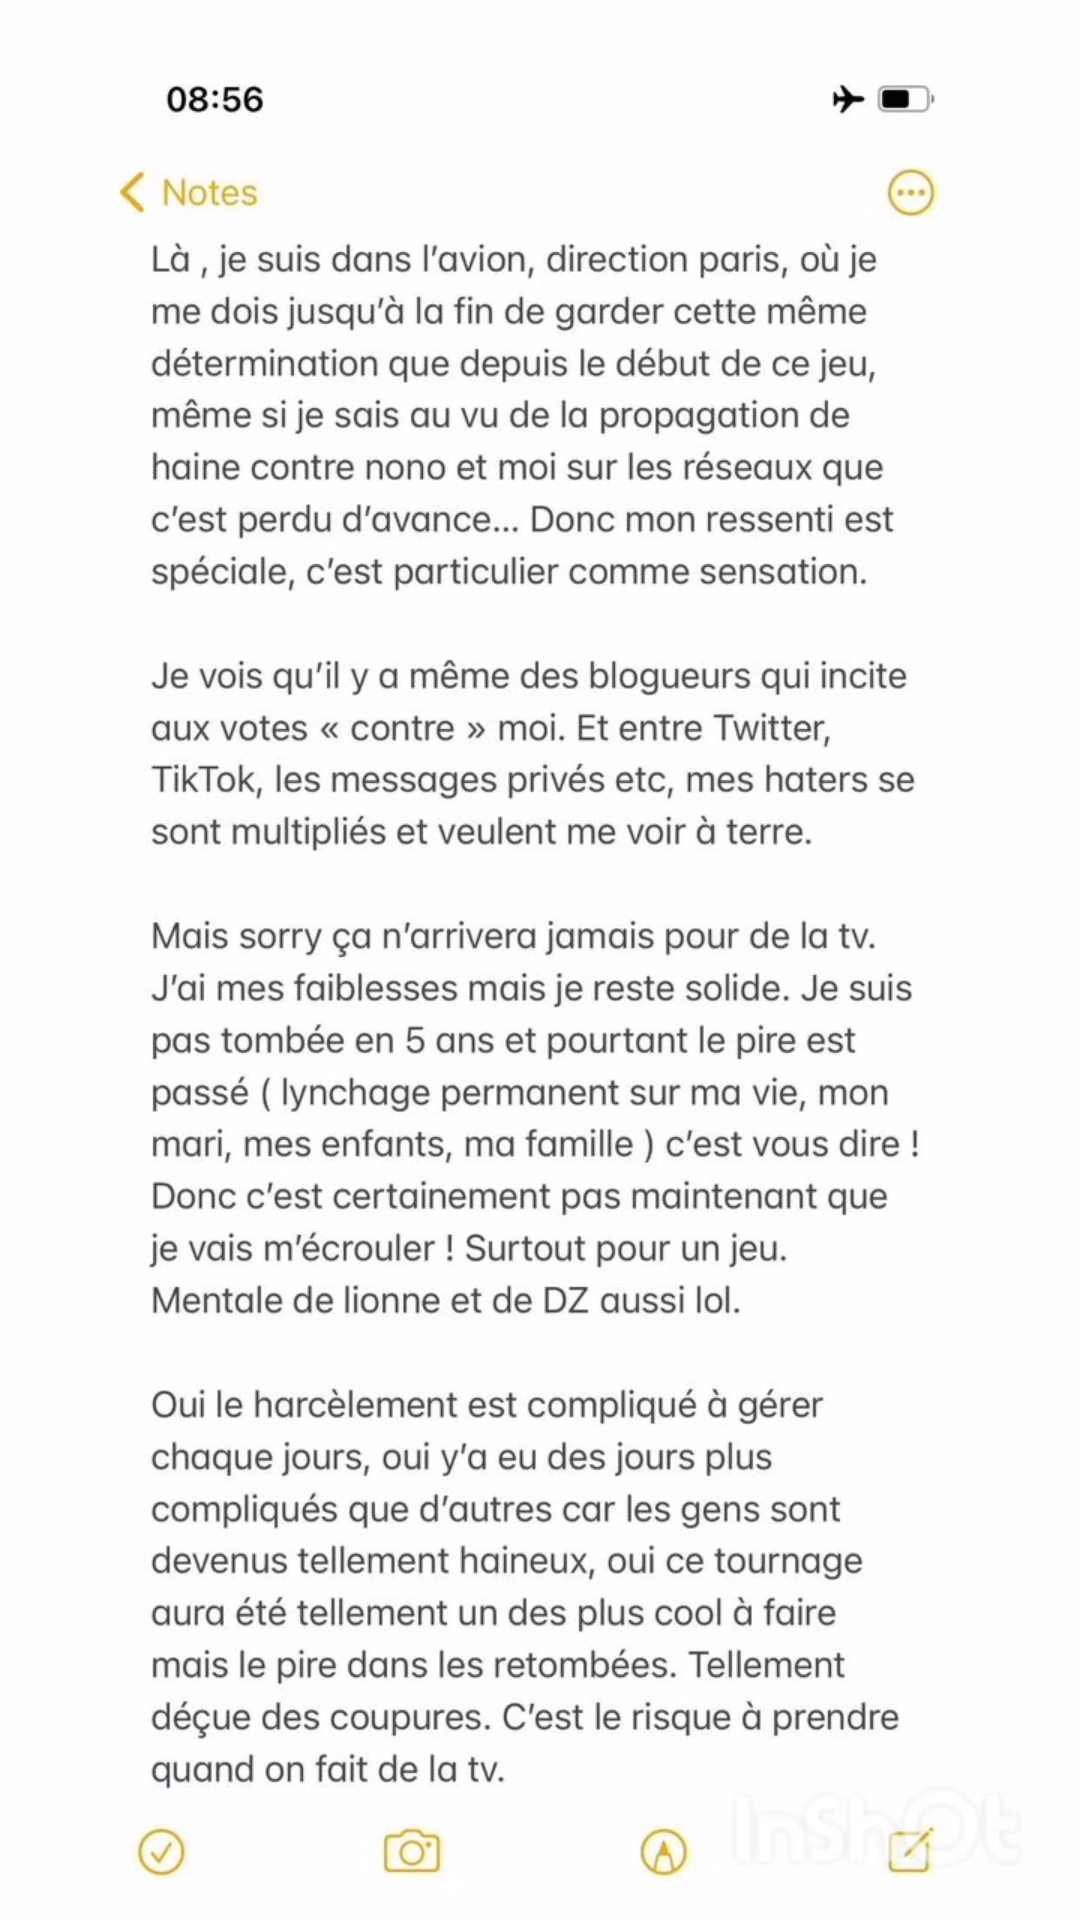 08:56
Notes
Là , je suis dans l’avion, direction paris, où je
me dois jusqu’à la fin de garder cette même
détermination que depuis le début de ce jeu,
même si je sais au vu de la propagation de
haine contre nono et moi sur les réseaux que
c’est perdu d’avance... Donc mon ressenti est
spéciale, c’est particulier comme sensation.
Je vois qu’il y a même des blogueurs qui incite
aux votes « contre » moi. Et entre Twitter,
TikTok, les messages privés etc, mes haters se
sont multipliés et veulent me voir à terre.
Mais sorry ça n’arrivera jamais pour de la tv.
J’ai mes faiblesses mais je reste solide. Je suis
pas tombée en 5 ans et pourtant le pire est
passé ( lynchage permanent sur ma vie, mon
mari, mes enfants, ma famille ) c’est vous dire !
Donc c’est certainement pas maintenant que
je vais m’écrouler ! Surtout pour un jeu.
Mentale de lionne et de DZ aussi lol.
Oui le harcèlement est compliqué à gérer
chaque jours, oui y’a eu des jours plus
compliqués que d’autres car les gens sont
devenus tellement haineux, oui ce tournage
aura été tellement un des plus cool à faire
mais le pire dans les retombées. Tellement
déçue des coupures. C’est le risque à prendre
quand on fait de la tv.
InShOt